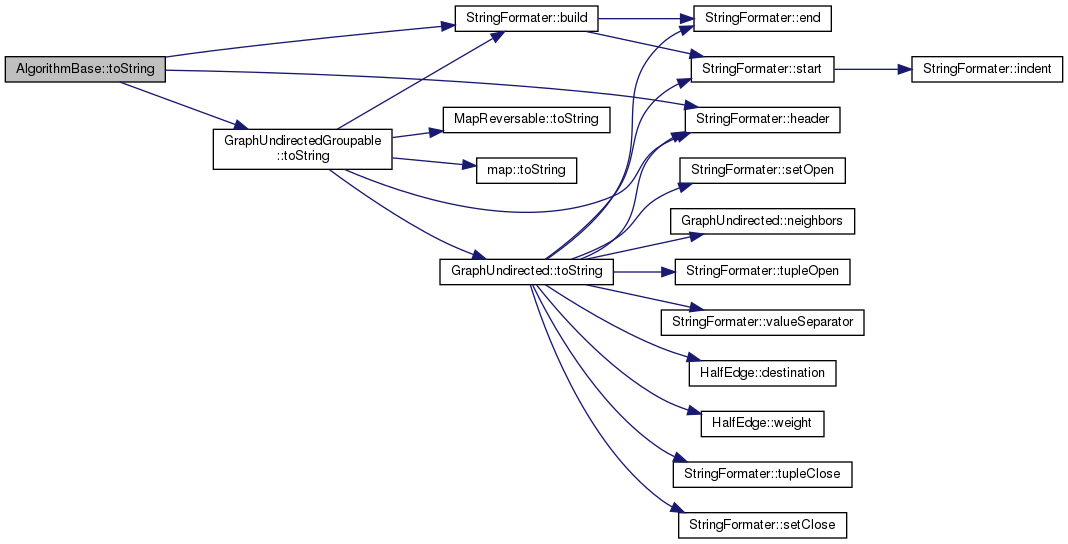 AlgorithmBase::toString
GraphUndirectedGroupable
::toString
StringFormater::build
MapReversable::toString
map::toString
GraphUndirected::toString
StringFormater::end
StringFormater::start
StringFormater::header
StringFormater::setOpen
GraphUndirected::neighbors
StringFormater::tupleOpen
StringFormater::valueSeparator
HalfEdge::destination
HalfEdge::weight
StringFormater::tupleClose
StringFormater::setClose
StringFormater::indent